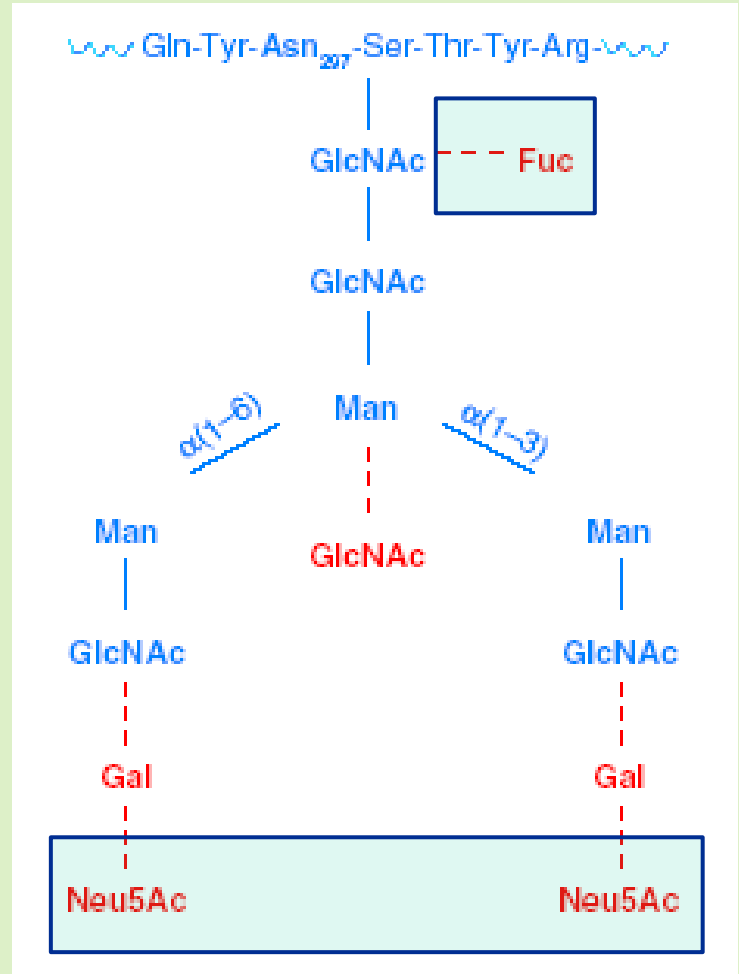 Gln-Tyr-Asn297-Ser-Thr-Tyr-Arg-
GlcNAc Fuc
GlcNAc
α(1–6) Man α(1–3)
Man Man
GlcNAc
GlcNAc GlcNAc
Gal Gal
Neu5Ac Neu5Ac